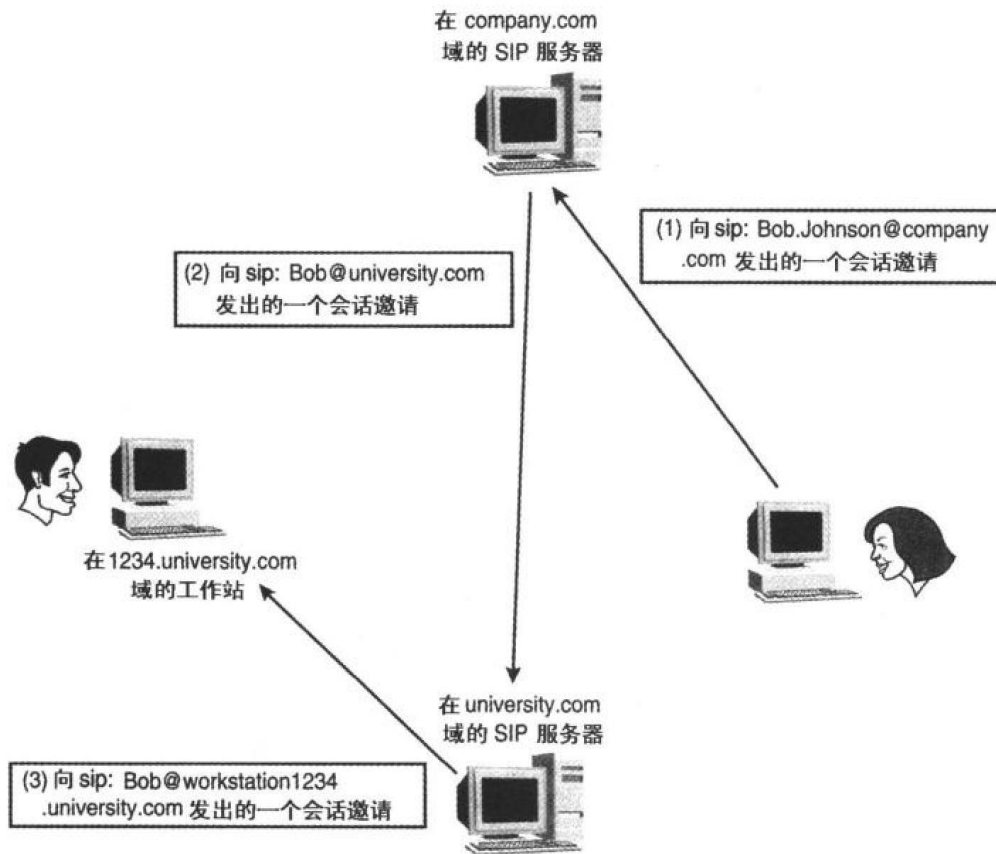 在 company.com
域的 SIP 服务器
(1) 向 sip: Bob.Johnson@company
.com 发出的一个会话邀请
(2) 向 sip: Bob@university.com
发出的一个会话邀请
在1234.university.com
域的工作站
在 university.com
域的 SIP 服务器
(3) 向 sip: Bob@workstation1234
.university.com 发出的一个会话邀请